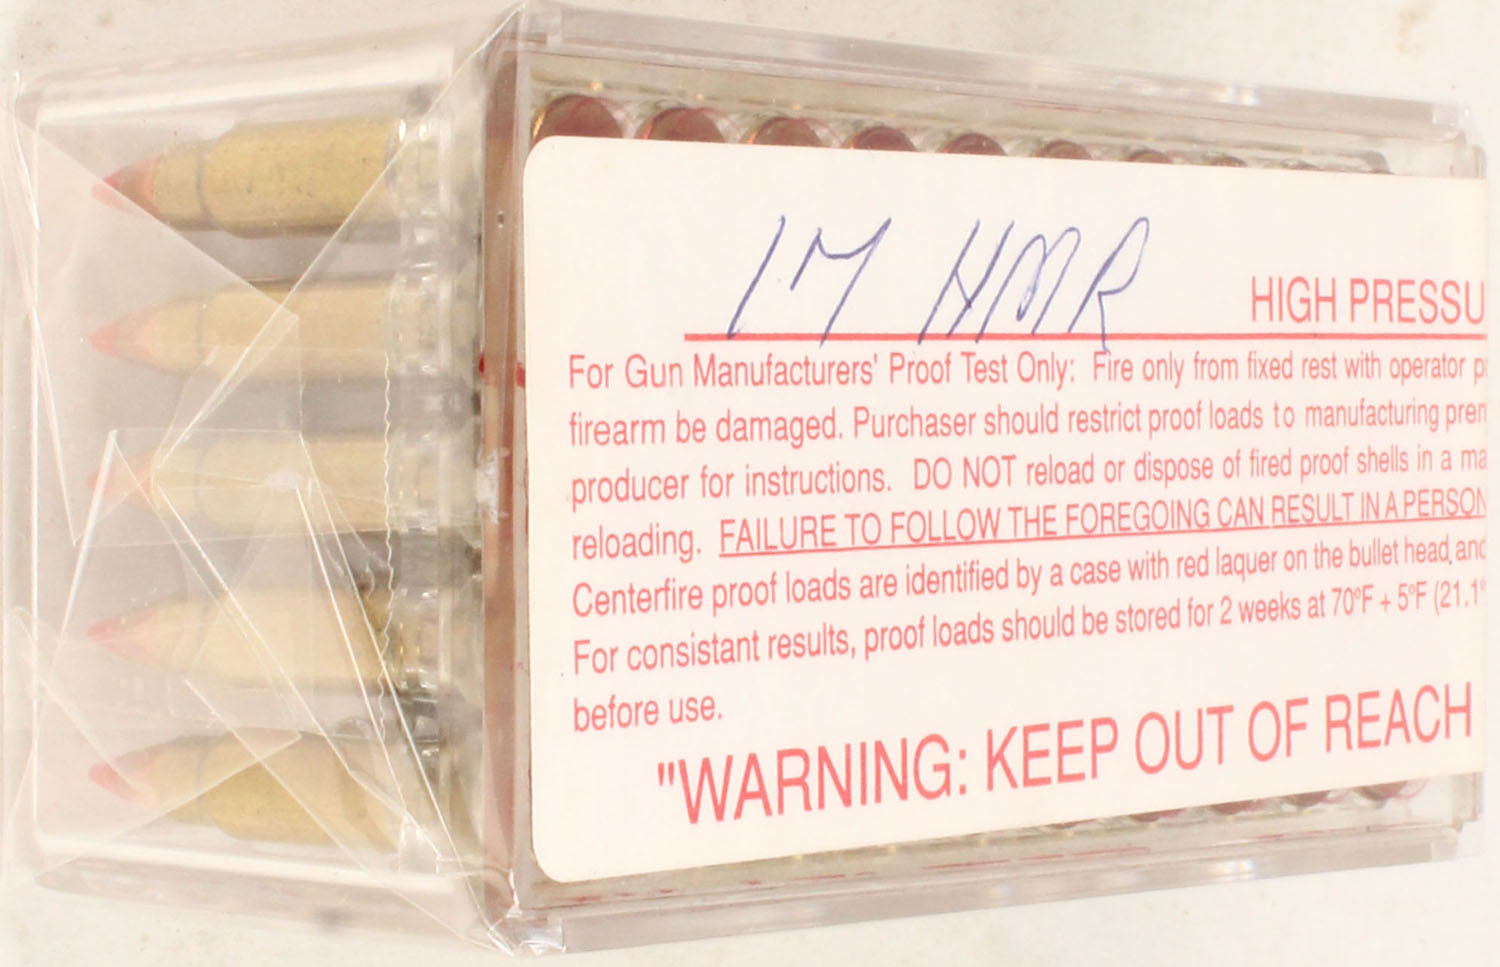 17 HMR HIGH PRESSU
For Gun Manufacturers' Proof Test Only: Fire only from fixed rest with operator p
firearm be damaged. Purchaser should restrict proof loads to manufacturing prem
producer for instructions. DO NOT reload or dispose of fired proof shells in a ma
reloading. FAILURE TO FOLLOW THE FOREGOING CAN RESULT IN A PERSON
Centerfire proof loads are identified by a case with red laquer on the bullet head, and
For consistant results, proof loads should be stored for 2 weeks at 70°F + 5°F (21.1°
before use.
"WARNING: KEEP OUT OF REACH